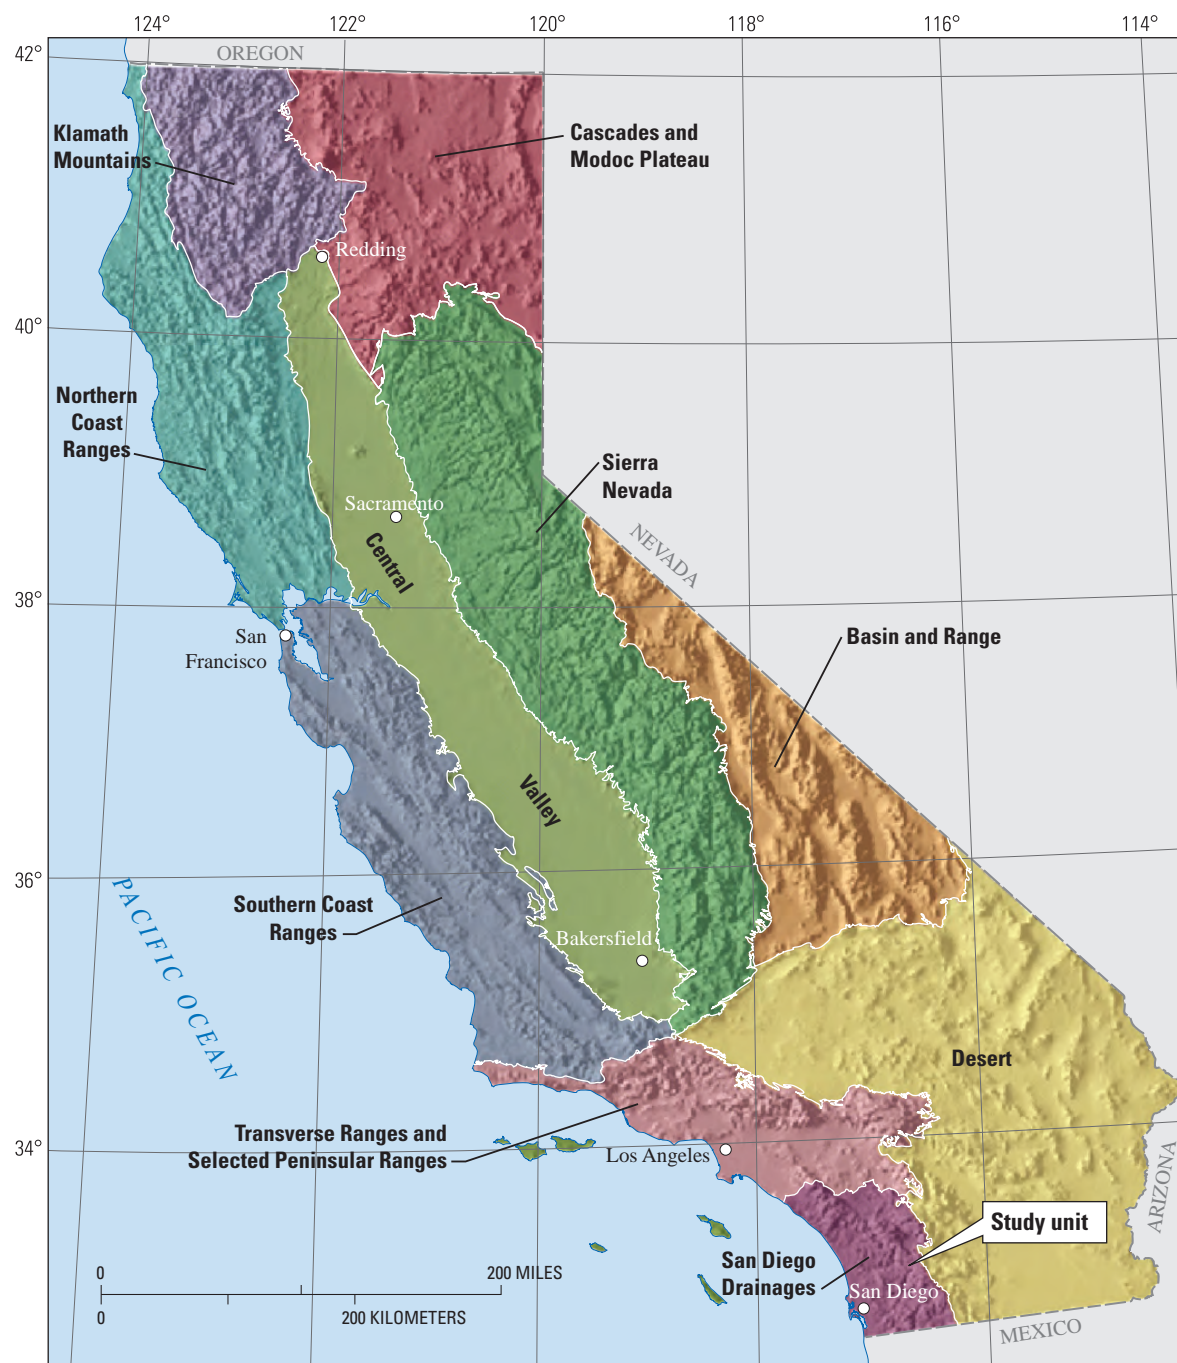 124°
122°
120°
118°
116°
114°
42°
OREGON
Klamath
Mountains
Cascades and
Modoc Plateau
Redding
40°
Northern
Coast
Ranges
Sierra
Nevada
Sacramento
Central
NEVADA
38°
San
Francisco
Basin and Range
Valley
36°
PACIFIC OCEAN
Southern Coast
Ranges
Bakersfield
Desert
34°
Transverse Ranges and
Selected Peninsular Ranges
Los Angeles
ARIZONA
Study unit
San Diego
Drainages
San Diego
0
200 MILES
0
200 KILOMETERS
MEXICO